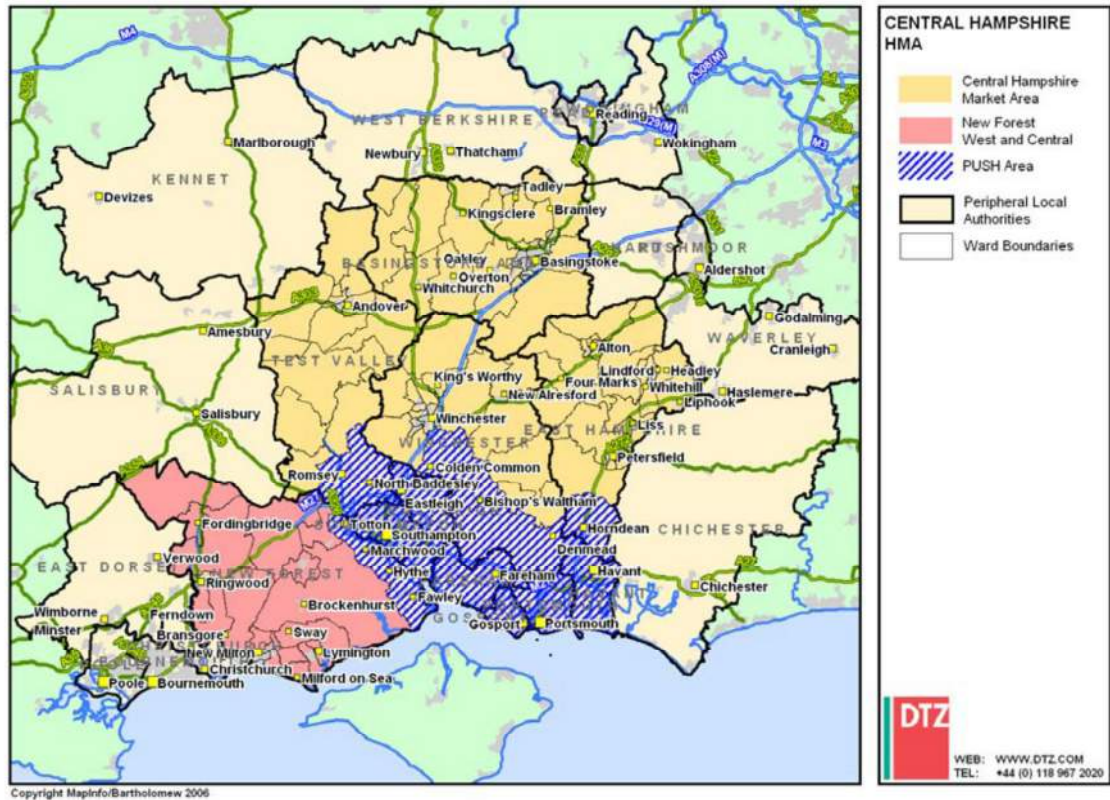 CENTRAL HAMPSHIRE
HMA
Central Hampshire
Market Area
New Forest
West and Central
PUSH Area
Peripheral Local
Authorities
Ward Boundaries
M4
A308(M)
M3
Reading
WEST BERKSHIRE
Wokingham
Marlborough
Newbury
Thatcham
KENNET
Devizes
Tadley
Kingsclere
Bramley
Oakley
Basingstoke
Overton
Whitchurch
Aldershot
Andover
Godalming
WAVERLEY
Cranleigh
Amesbury
Alton
TEST VALLEY
Lindford
Headley
King's Worthy
Four Marks
Whitehill
SALISBURY
New Alresford
Liphook
Haslemere
Salisbury
Winchester
WINCHESTER
EAST HAMPSHIRE
Liss
Petersfield
Romsey
Colden Common
North Baddesley
Eastleigh
Bishop's Waltham
Fordingbridge
Totton
Southampton
Horndean
CHICHESTER
Marchwood
Denmead
Verwood
EAST DORSET
NEW FOREST
Hythe
Fareham
Havant
Ringwood
Chichester
Fawley
Brockenhurst
Wimborne
Minster
Ferndown
Gosport
Portsmouth
Bransgore
Sway
New Milton
Lymington
Christchurch
Milford on Sea
Poole
Bournemouth
DTZ
WEB: WWW.DTZ.COM
TEL: +44 (0) 118 967 2020
Copyright MapInfo/Bartholomew 2006